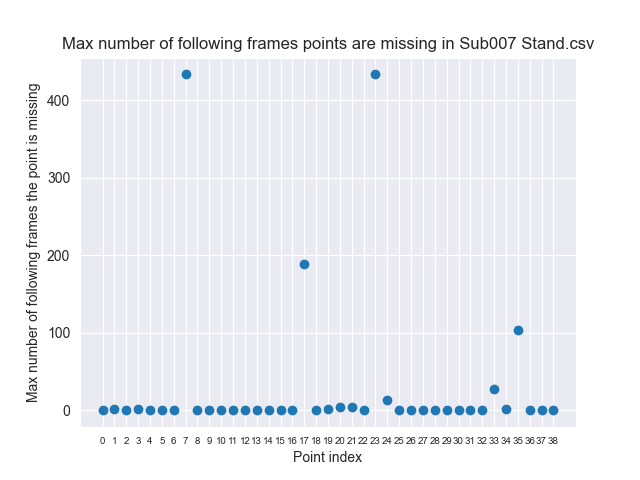 Max number of following frames points are missing in Sub007 Stand.csv
Max number of following frames the point is missing
400
300
200
100
0
0 1 2 3 4 5 6 7 8 9 10 11 12 13 14 15 16 17 18 19 20 21 22 23 24 25 26 27 28 29 30 31 32 33 34 35 36 37 38
Point index